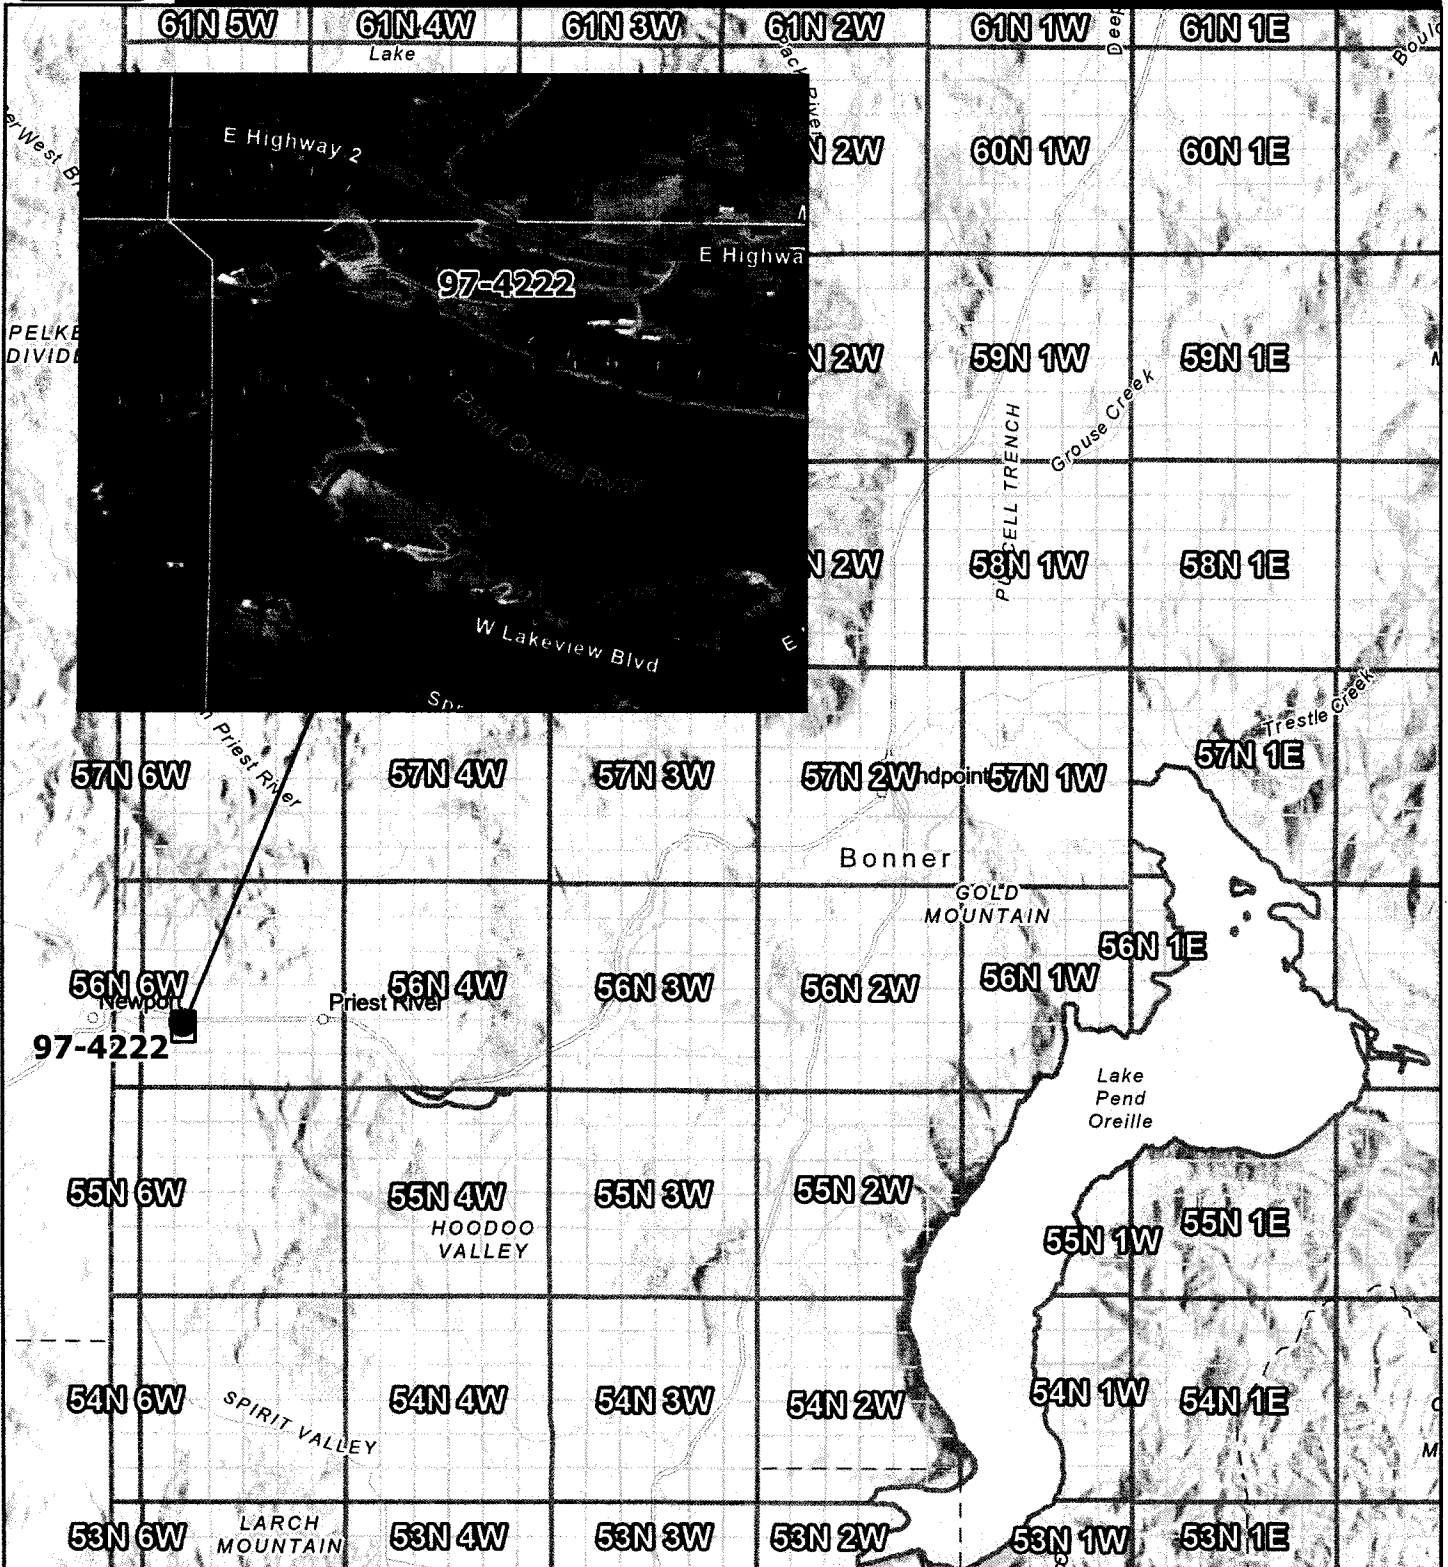 61N 5W
61N 4W
61N 3W
61N 2W
61N 1W
61N 1E
Lake
Deep
River
West
E Highway 2
N 2W
60N 1W
60N 1E
E Highwa
97-4222
PELKE
DIVIDE
N 2W
59N 1W
59N 1E
Grouse Creek
PURCELL TRENCH
Pend Oreille River
N 2W
58N 1W
58N 1E
W Lakeview Blvd
E
Spr
Priest River
Trestle Creek
57N 6W
57N 4W
57N 3W
57N 2W
ndpoint
57N 1W
57N 1E
Bonner
GOLD
MOUNTAIN
56N 6W
56N 4W
56N 3W
56N 2W
56N 1W
56N 1E
Newport
Priest River
97-4222
Lake
Pend
Oreille
55N 6W
55N 4W
55N 3W
55N 2W
55N 1W
55N 1E
HOODOO
VALLEY
54N 6W
54N 4W
54N 3W
54N 2W
54N 1W
54N 1E
SPIRIT VALLEY
M
53N 6W
LARCH
MOUNTAIN
53N 4W
53N 3W
53N 2W
53N 1W
53N 1E